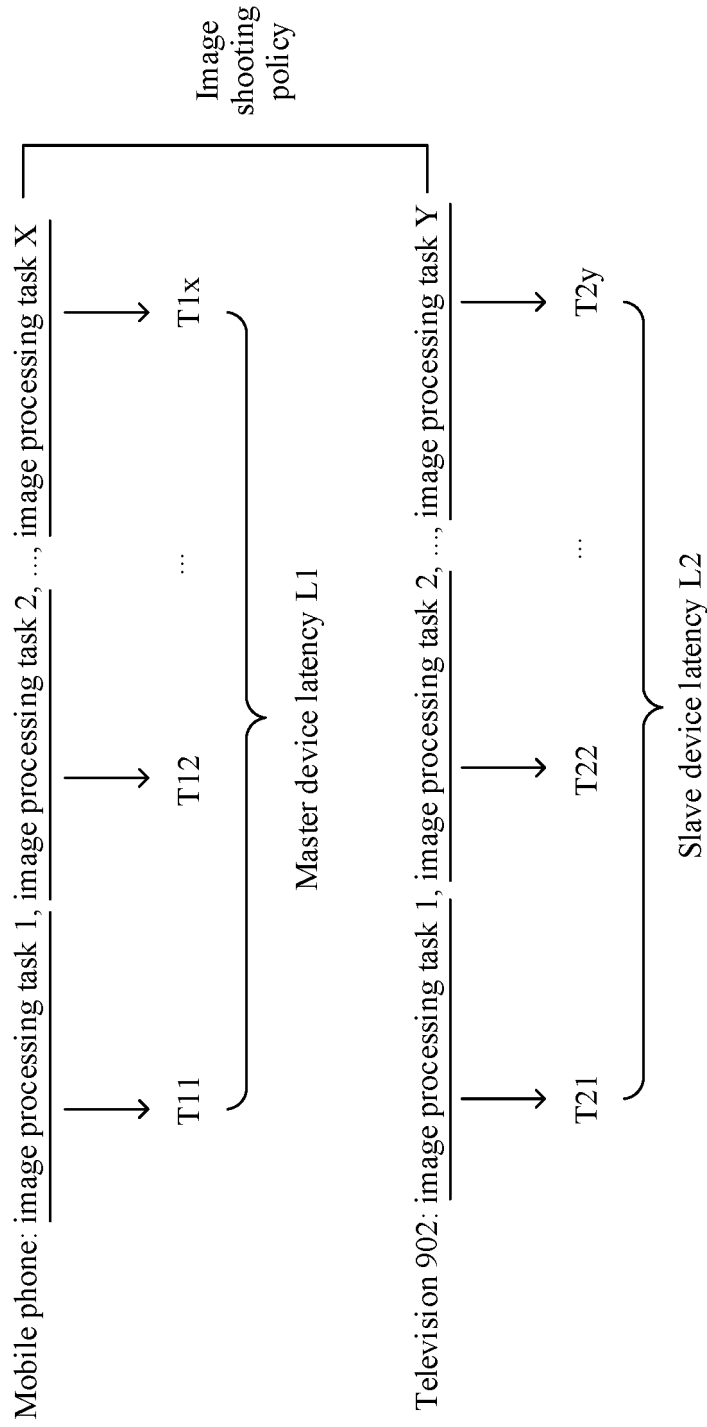 Mobile phone: image processing task 1, image processing task 2, ..., image processing task X
T11
T12
...
T1x
Master device latency L1
Image
shooting
policy
Television 902: image processing task 1, image processing task 2, ..., image processing task Y
T21
T22
...
T2y
Slave device latency L2